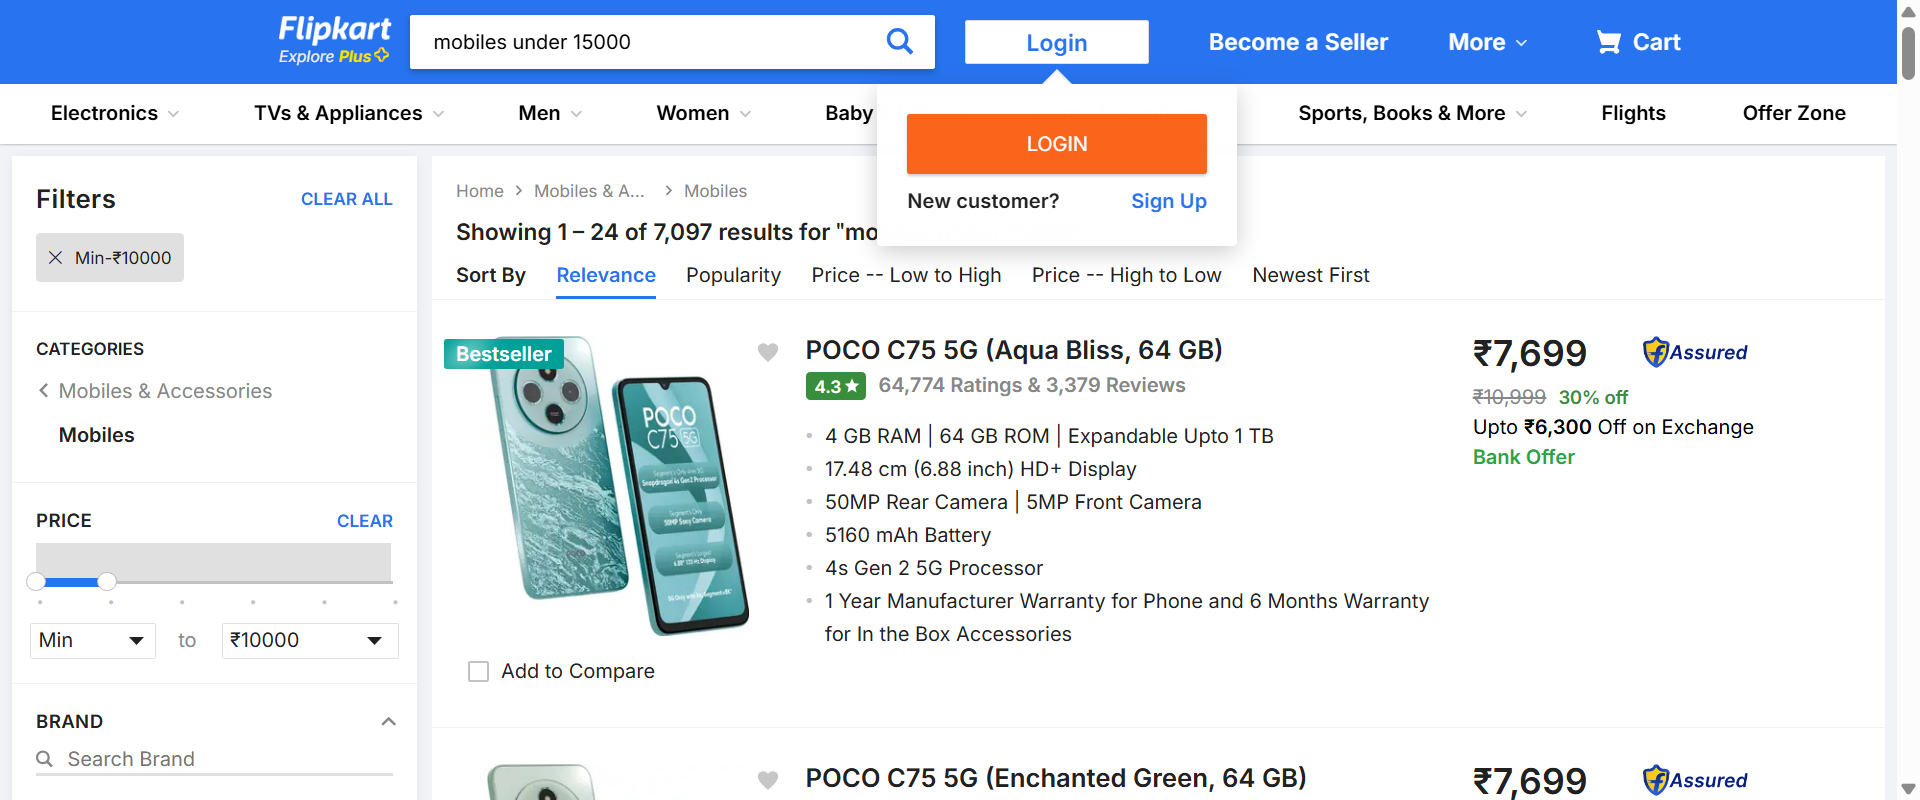 Flipkart
Explore Plus
mobiles under 15000
Login
Become a Seller
More
Cart
Electronics
TVs & Appliances
Men
Women
Baby
Sports, Books & More
Flights
Offer Zone
LOGIN
New customer?
Sign Up
Filters
CLEAR ALL
Min-₹10000
CATEGORIES
Mobiles & Accessories
Mobiles
PRICE
CLEAR
Min
to
₹10000
BRAND
Search Brand
Home
Mobiles & A...
Mobiles
Showing 1 – 24 of 7,097 results for "mo
Sort By
Relevance
Popularity
Price -- Low to High
Price -- High to Low
Newest First
Bestseller
POCO
C75 5G
Segment's Only
50MP Sony Camera
Add to Compare
POCO C75 5G (Aqua Bliss, 64 GB)
4.3
64,774 Ratings & 3,379 Reviews
4 GB RAM | 64 GB ROM | Expandable Upto 1 TB
17.48 cm (6.88 inch) HD+ Display
50MP Rear Camera | 5MP Front Camera
5160 mAh Battery
4s Gen 2 5G Processor
1 Year Manufacturer Warranty for Phone and 6 Months Warranty
for In the Box Accessories
₹7,699
Assured
₹10,999 30% off
Upto ₹6,300 Off on Exchange
Bank Offer
POCO C75 5G (Enchanted Green, 64 GB)
₹7,699
Assured